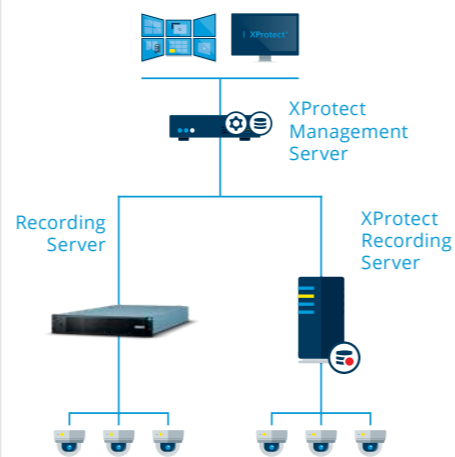 XProtect®
XProtect
Management
Server
Recording
Server
XProtect
Recording
Server